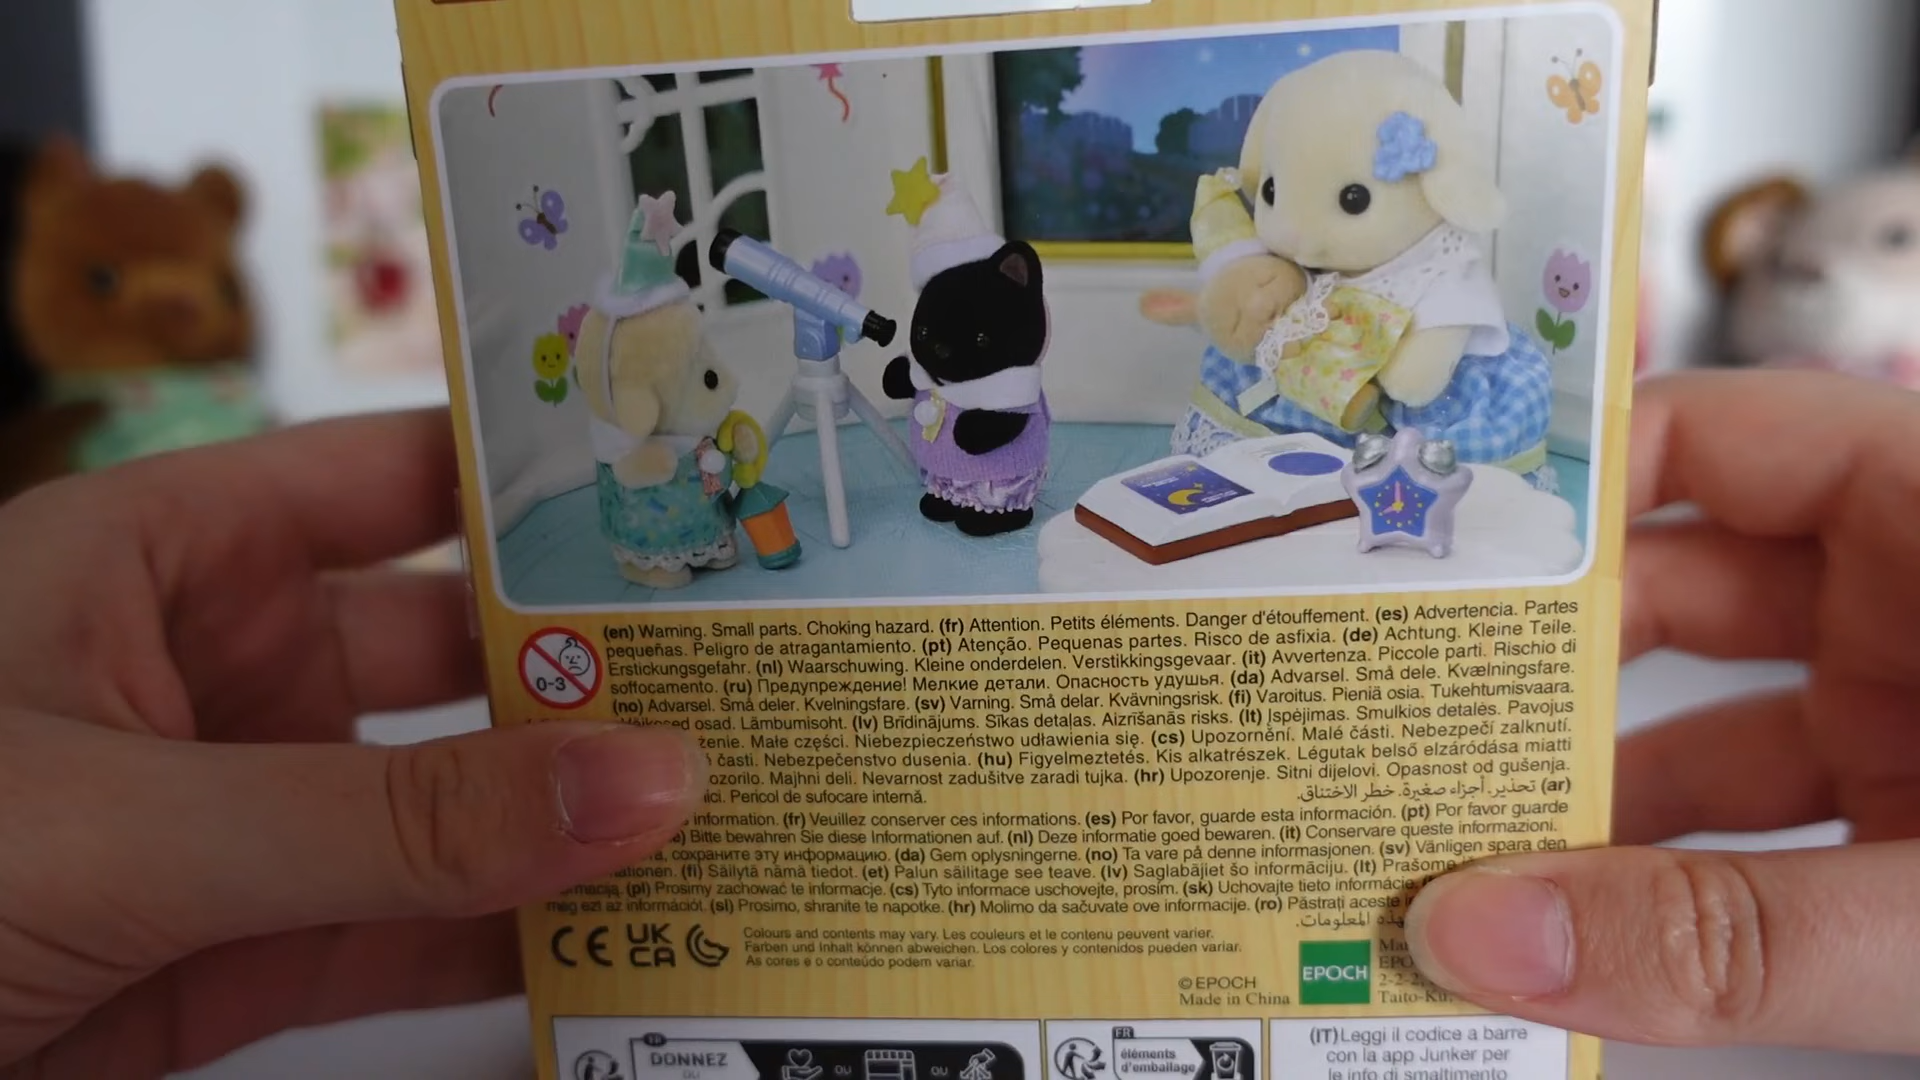 (en) Warning. Small parts. Choking hazard. (fr) Attention. Petits éléments. Danger d'étouffement. (es) Advertencia. Partes
pequeñas. Peligro de atragantamiento. (pt) Atenção. Pequenas partes. Risco de asfixia. (de) Achtung. Kleine Teile.
Erstickungsgefahr. (nl) Waarschuwing. Kleine onderdelen. Verstikkingsgevaar. (it) Avvertenza. Piccole parti. Rischio di
soffocamento. (ru) Предупреждение! Мелкие детали. Опасность удушья. (da) Advarsel. Små dele. Kvælningsfare.
0-3
(no) Advarsel. Små deler. Kvelningsfare. (sv) Varning. Små delar. Kvävningsrisk. (fi) Varoitus. Pieniä osia. Tukehtumisvaara.
osad. Lämbumisoht. (lv) Brīdinājums. Sīkas detaļas. Aizrīšanās risks. (lt) Įspėjimas. Smulkios detalės. Pavojus
Małe części. Niebezpieczeństwo udławienia się. (cs) Upozornění. Malé části. Nebezpečí zalknutí.
časti. Nebezpečenstvo dusenia. (hu) Figyelmeztetés. Kis alkatrészek. Légutak belső elzáródása miatti
Majhni deli. Nevarnost zadušitve zaradi tujka. (hr) Upozorenje. Sitni dijelovi. Opasnost od gušenja.
Pericol de sufocare internă.
(ar) تحذير. أجزاء صغيرة. خطر الاختناق.
information. (fr) Veuillez conserver ces informations. (es) Por favor, guarde esta información. (pt) Por favor guarde
Bitte bewahren Sie diese Informationen auf. (nl) Deze informatie goed bewaren. (it) Conservare queste informazioni.
сохраните эту информацию. (da) Gem oplysningerne. (no) Ta vare på denne informasjonen. (sv) Vänligen spara den
(fi) Säilytä nämä tiedot. (et) Palun säilitage see teave. (lv) Saglabājiet šo informāciju. (lt) Prašome
(pl) Prosimy zachować te informacje. (cs) Tyto informace uschovejte, prosím. (sk) Uchovajte tieto informácie.
meg ezt az információt. (sl) Prosimo, shranite te napotke. (hr) Molimo da sačuvate ove informacije. (ro) Păstrați aceste
المعلومات.
CE UK CA
Colours and contents may vary. Les couleurs et le contenu peuvent varier.
Farben und Inhalt können abweichen. Los colores y contenidos pueden variar.
As cores e o conteúdo podem variar.
© EPOCH
Made in China
EPOCH
Taito-Ku,
FR
DONNEZ
OU
OU
OU
FR
éléments
d'emballage
(IT)Leggi il codice a barre
con la app Junker per
le info di smaltimento